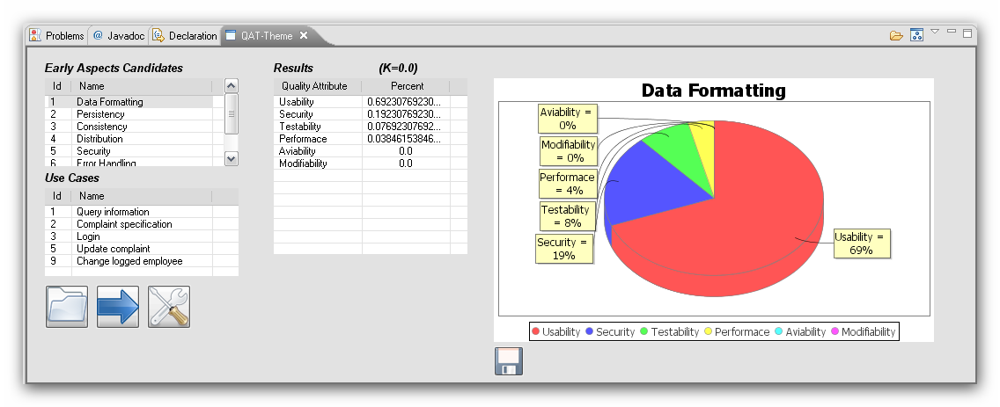 Problems @ Javadoc Declaration QAT-Theme
Early Aspects Candidates
Id Name
1 Data Formatting
2 Persistency
3 Consistency
4 Distribution
5 Security
6 Error Handling
Use Cases
Id Name
1 Query information
2 Complaint specification
3 Login
5 Update complaint
9 Change logged employee
Results (K=0.0)
Quality Attribute Percent
Usability 0.69230769230...
Security 0.19230769230...
Testability 0.07692307692...
Performace 0.03846153846...
Aviability 0.0
Modifiability 0.0
Data Formatting
Aviability =
0%
Modifiability
= 0%
Performace
= 4%
Testability
= 8%
Security =
19%
Usability =
69%
Usability Security Testability Performace Aviability Modifiability